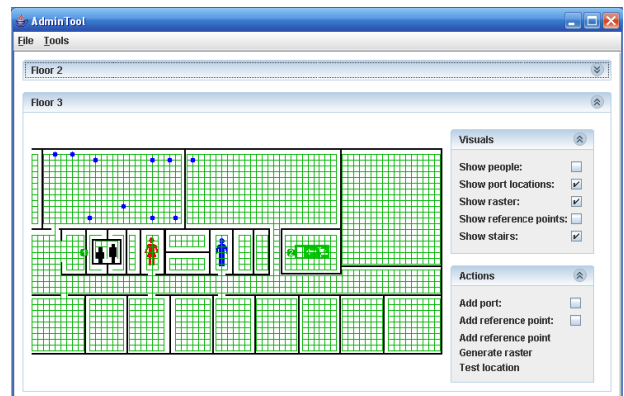 AdminTool
File Tools
Floor 2
Floor 3
Visuals
Show people:
Show port locations:
Show raster:
Show reference points:
Show stairs:
Actions
Add port:
Add reference point:
Add reference point
Generate raster
Test location